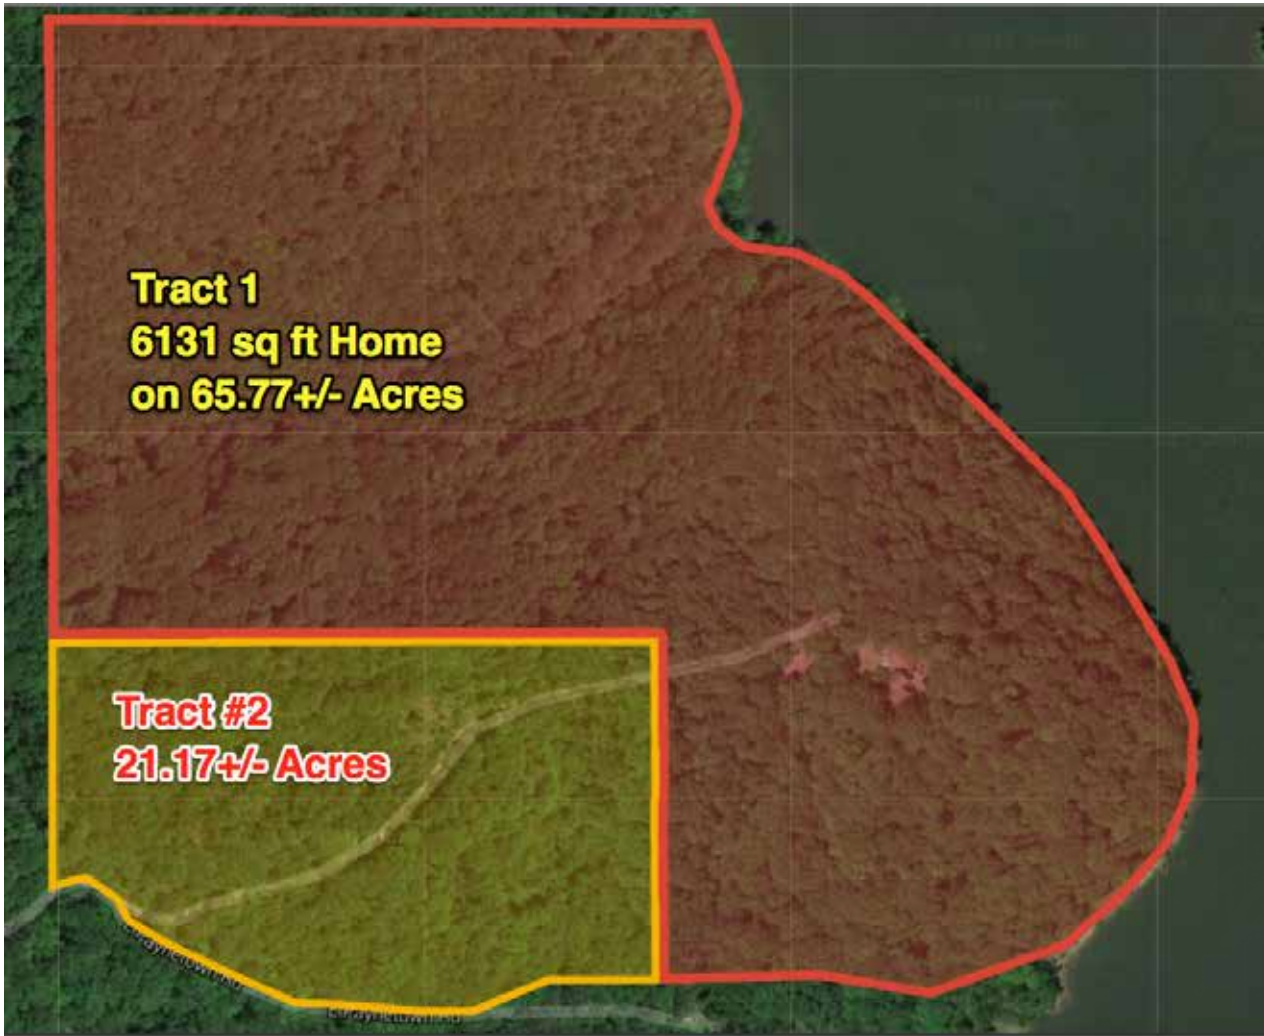 Tract 1
6131 sq ft Home
on 65.77+/- Acres
Tract #2
21.17+/- Acres